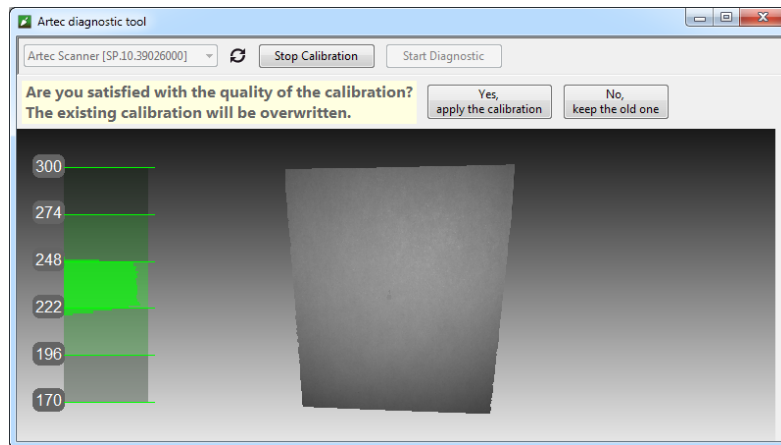 Artec diagnostic tool
Artec Scanner [SP.10.39026000]
Stop Calibration
Start Diagnostic
Are you satisfied with the quality of the calibration?
The existing calibration will be overwritten.
Yes,
apply the calibration
No,
keep the old one
300
274
248
222
196
170